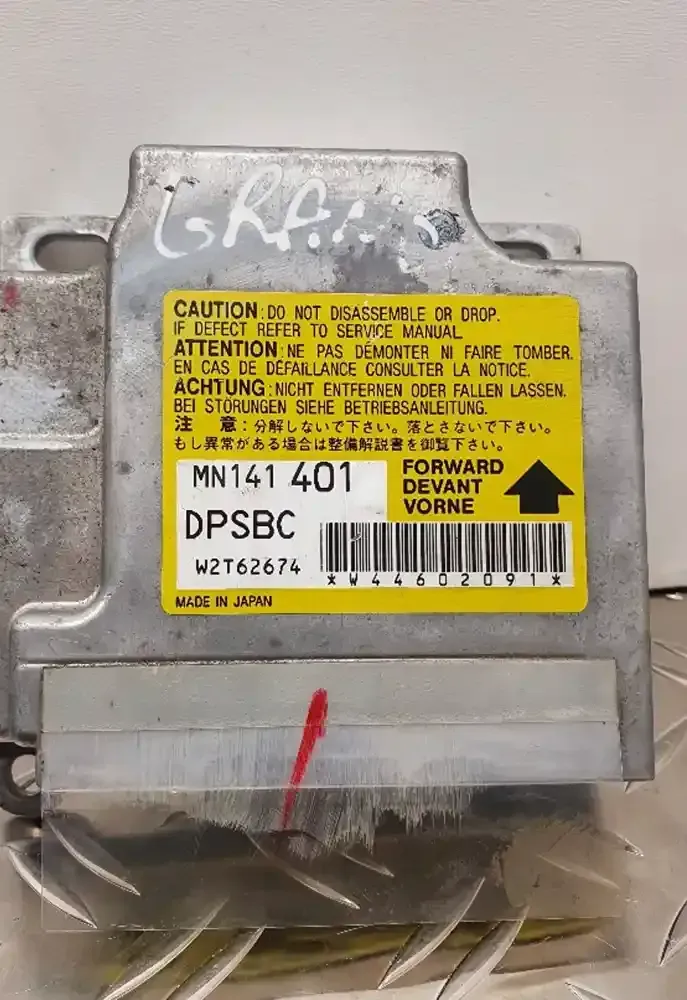 GRAND
CAUTION:DO NOT DISASSEMBLE OR DROP.
IF DEFECT REFER TO SERVICE MANUAL.
ATTENTION:NE PAS DÉMONTER NI FAIRE TOMBER.
EN CAS DE DÉFAILLANCE CONSULTER LA NOTICE.
ACHTUNG:NICHT ENTFERNEN ODER FALLEN LASSEN.
BEI STÖRUNGEN SIEHE BETRIEBSANLEITUNG.
注 意:分解しないで下さい。落とさないで下さい。
もし異常がある場合は整備解説書を御覧下さい。
MN141 401
FORWARD
DEVANT
VORNE
DPSBC
W2T62674
*W44602091*
MADE IN JAPAN